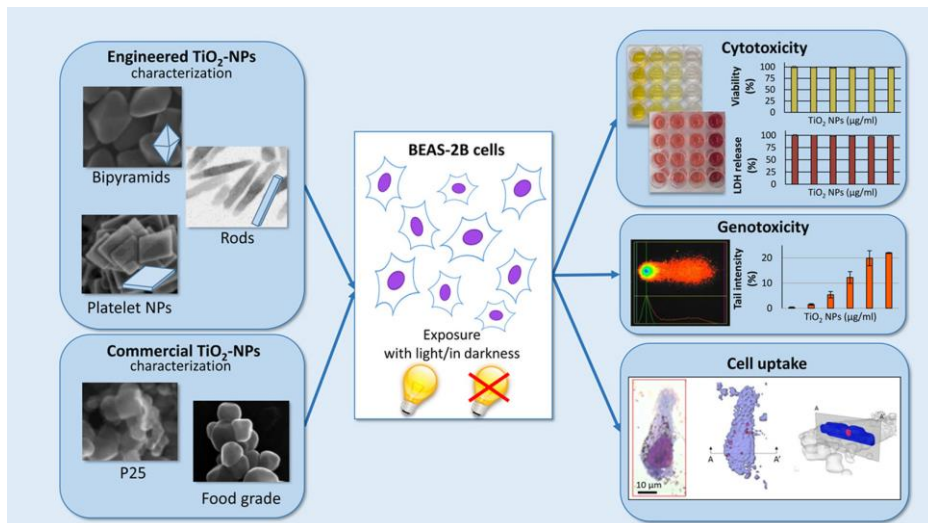 Engineered TiO₂-NPs
characterization
Bipyramids
Rods
Platelet NPs
Commercial TiO₂-NPs
characterization
P25
Food grade
BEAS-2B cells
Exposure
with light/in darkness
Cytotoxicity
Viability
(%)
100
75
50
25
0
TiO₂ NPs (µg/ml)
LDH release
(%)
100
75
50
25
0
TiO₂ NPs (µg/ml)
Genotoxicity
Tail intensity
(%)
20
10
0
TiO₂ NPs (µg/ml)
Cell uptake
10 µm
A
A'
A
A'